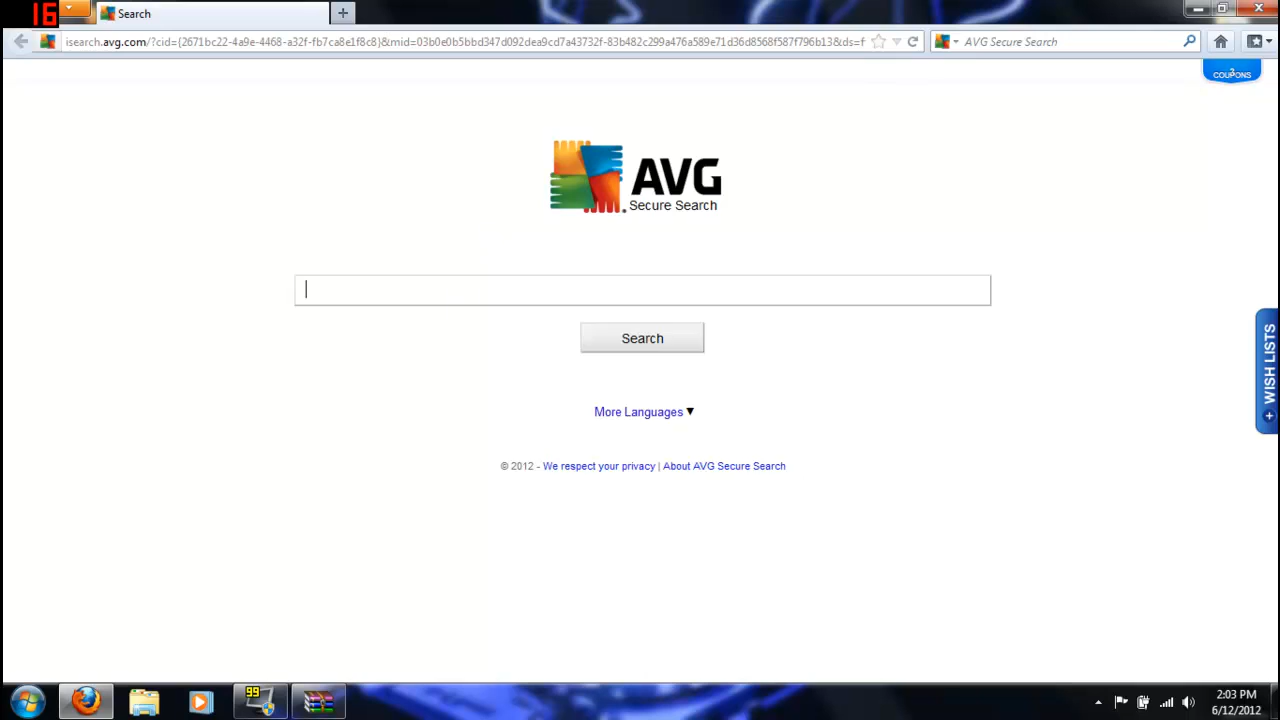 16
Search
isearch.avg.com/?cid={2671bc22-4a9e-4468-a32f-fb7ca8e1f8c8}&mid=03b0e0b5bbd347d092dea9cd7a43732f-83b482c299a476a589e71d36d8568f587f796b13&ds=f
AVG Secure Search
COUPONS
AVG
Secure Search
Search
WISH LISTS
More Languages ▼
© 2012 - We respect your privacy | About AVG Secure Search
99
2:03 PM
6/12/2012